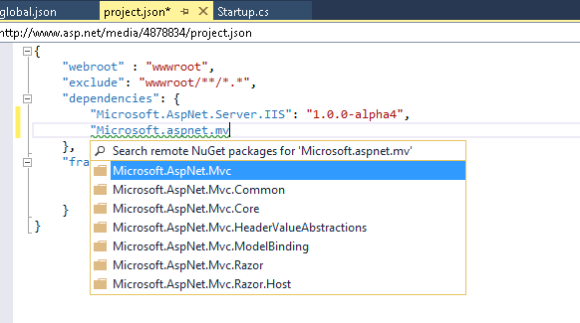 global.json project.json* Startup.cs
http://www.asp.net/media/4878834/project.json
{
"webroot" : "wwwroot",
"exclude": "wwwroot/**/*.*",
"dependencies": {
"Microsoft.AspNet.Server.IIS": "1.0.0-alpha4",
"Microsoft.aspnet.mv
},
Search remote NuGet packages for 'Microsoft.aspnet.mv'
"fra
Microsoft.AspNet.Mvc
Microsoft.AspNet.Mvc.Common
Microsoft.AspNet.Mvc.Core
}
Microsoft.AspNet.Mvc.HeaderValueAbstractions
}
Microsoft.AspNet.Mvc.ModelBinding
Microsoft.AspNet.Mvc.Razor
Microsoft.AspNet.Mvc.Razor.Host